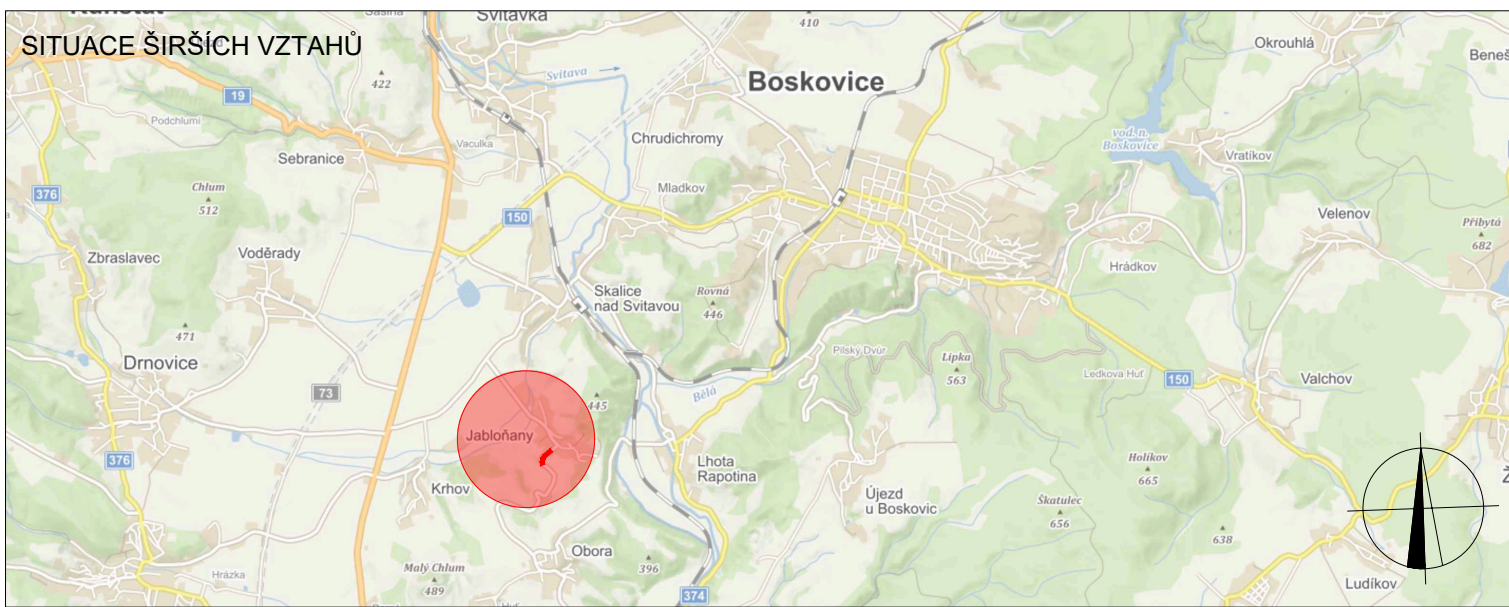 SITUACE ŠIRŠÍCH VZTAHŮ
Svitávka
410
Okrouhlá
422
Svitava
Boskovice
19
Podchlumí
Vaculka
Chrudichromy
vod. n.
Boskovice
Vratíkov
Sebranice
Chlum
512
376
Mladkov
150
Velenov
Přibytá
682
Zbraslavec
Voděrady
Hrádkov
Skalice
nad Svitavou
Rovná
446
471
Drnovice
Pilský Dvůr
Lipka
563
Ledkova Huť
150
Valchov
73
Bělá
445
Jabloňany
376
Krhov
Lhota
Rapotina
Holíkov
665
Újezd
u Boskovic
Škatulec
656
638
Obora
396
Malý Chlum
489
Hrázka
374
Ludíkov